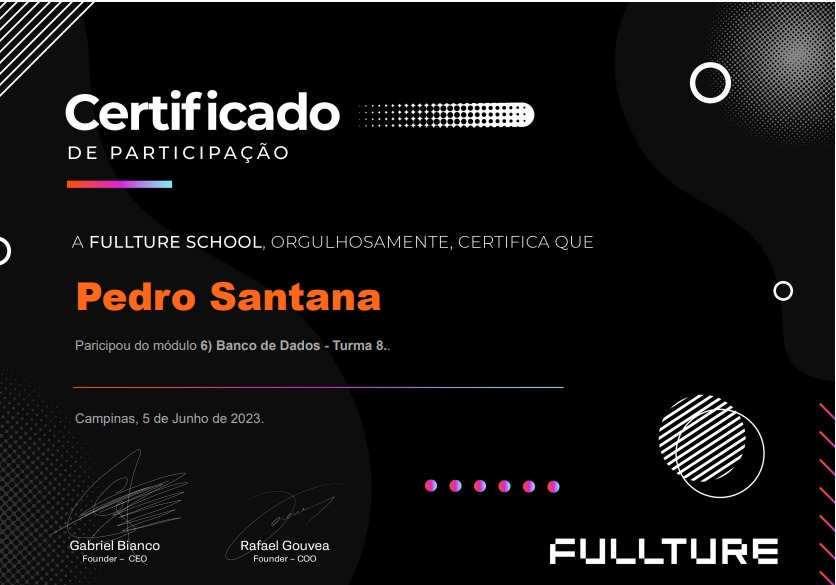 Certificado
DE PARTICIPAÇÃO
A FULLTURE SCHOOL, ORGULHOSAMENTE, CERTIFICA QUE
Pedro Santana
Paricipou do módulo 6) Banco de Dados - Turma 8..
Campinas, 5 de Junho de 2023.
Gabriel Bianco
Founder – CEO
Rafael Gouvea
Founder – COO
FULLTURE